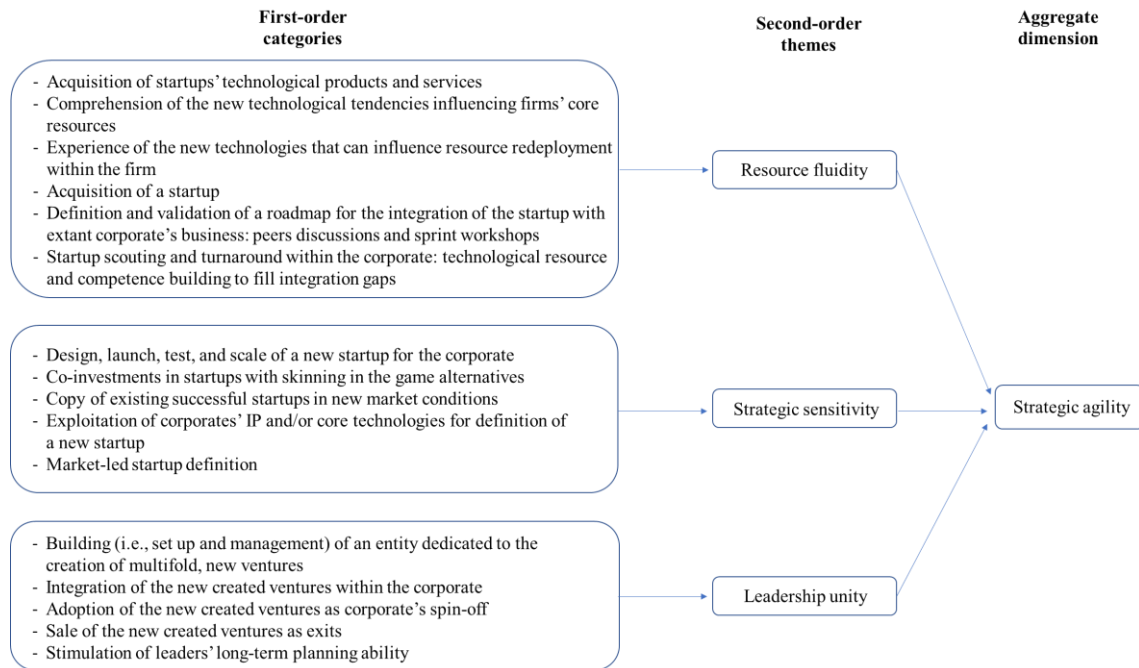 First-order
categories
Second-order
themes
Aggregate
dimension
- Acquisition of startups' technological products and services
- Comprehension of the new technological tendencies influencing firms' core
resources
- Experience of the new technologies that can influence resource redeployment
within the firm
- Acquisition of a startup
- Definition and validation of a roadmap for the integration of the startup with
extant corporate's business: peers discussions and sprint workshops
- Startup scouting and turnaround within the corporate: technological resource
and competence building to fill integration gaps
Resource fluidity
- Design, launch, test, and scale of a new startup for the corporate
- Co-investments in startups with skinning in the game alternatives
- Copy of existing successful startups in new market conditions
- Exploitation of corporates' IP and/or core technologies for definition of
a new startup
- Market-led startup definition
Strategic sensitivity
Strategic agility
- Building (i.e., set up and management) of an entity dedicated to the
creation of multifold, new ventures
- Integration of the new created ventures within the corporate
- Adoption of the new created ventures as corporate's spin-off
- Sale of the new created ventures as exits
- Stimulation of leaders' long-term planning ability
Leadership unity